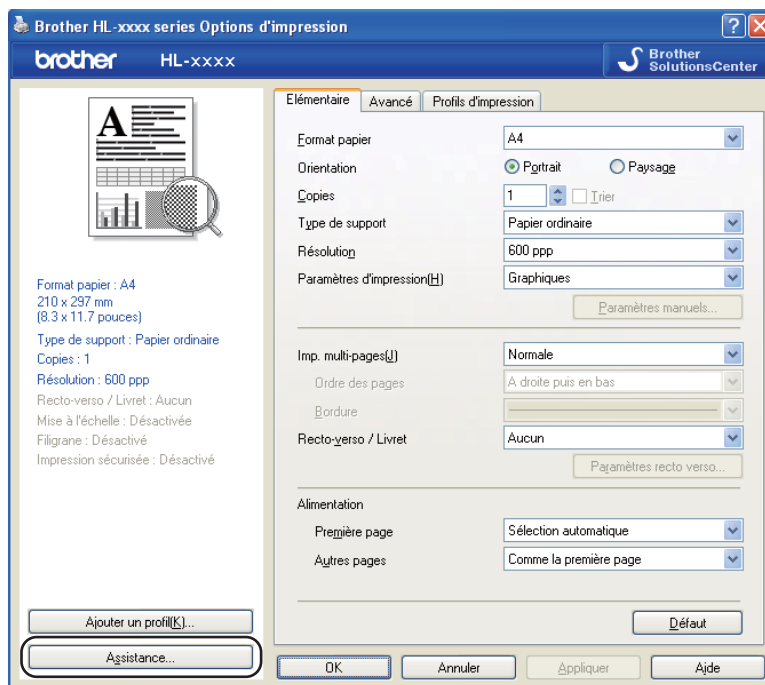 Brother HL-xxxx series Options d'impression
brother HL-xxxx
Brother
SolutionsCenter
A
Format papier : A4
210 x 297 mm
(8.3 x 11.7 pouces)
Type de support : Papier ordinaire
Copies : 1
Résolution : 600 ppp
Recto-verso / Livret : Aucun
Mise à l'échelle : Désactivée
Filigrane : Désactivé
Impression sécurisée : Désactivé
Ajouter un profil(K)...
Assistance...
Elémentaire Avancé Profils d'impression
Format papier A4
Orientation Portrait Paysage
Copies 1 Trier
Type de support Papier ordinaire
Résolution 600 ppp
Paramètres d'impression(H) Graphiques
Paramètres manuels...
Imp. multi-pages(J) Normale
Ordre des pages A droite puis en bas
Bordure
Recto-verso / Livret Aucun
Paramètres recto verso...
Alimentation
Première page Sélection automatique
Autres pages Comme la première page
Défaut
OK Annuler Appliquer Aide